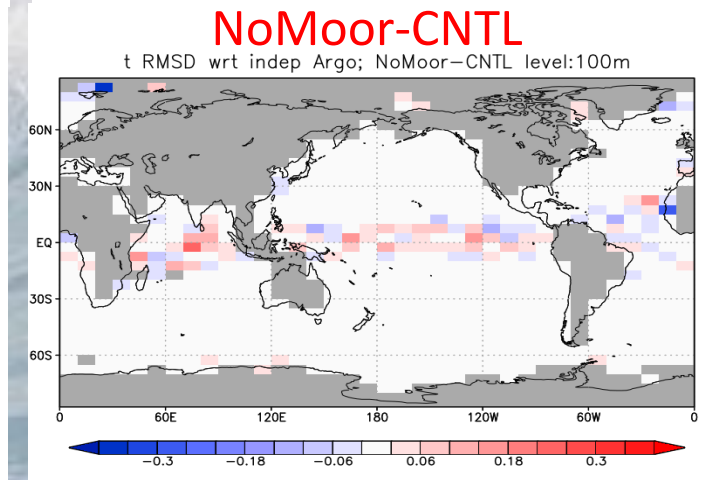 NoMoor-CNTL
t RMSD wrt indep Argo; NoMoor-CNTL level:100m
60N
30N
EQ
30S
60S
0 60E 120E 180 120W 60W 0
-0.3 -0.18 -0.06 0.06 0.18 0.3